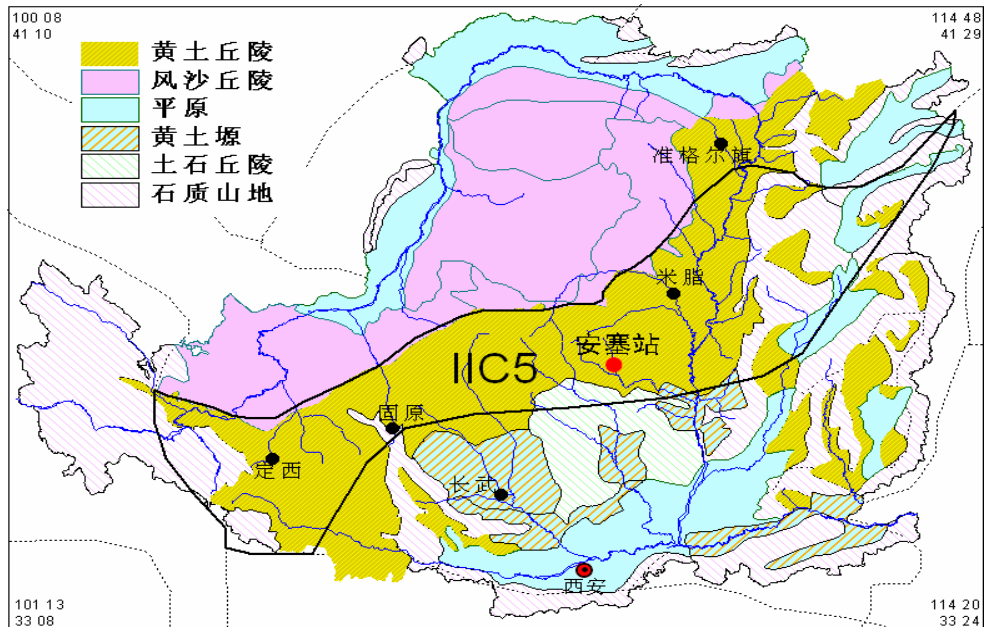 100 08
41 10
114 48
41 29
黄土丘陵
风沙丘陵
平原
黄土塬
土石丘陵
石质山地
准格尔旗
米脂
安塞站
IIC5
固原
定西
长武
西安
101 13
33 08
114 20
33 24